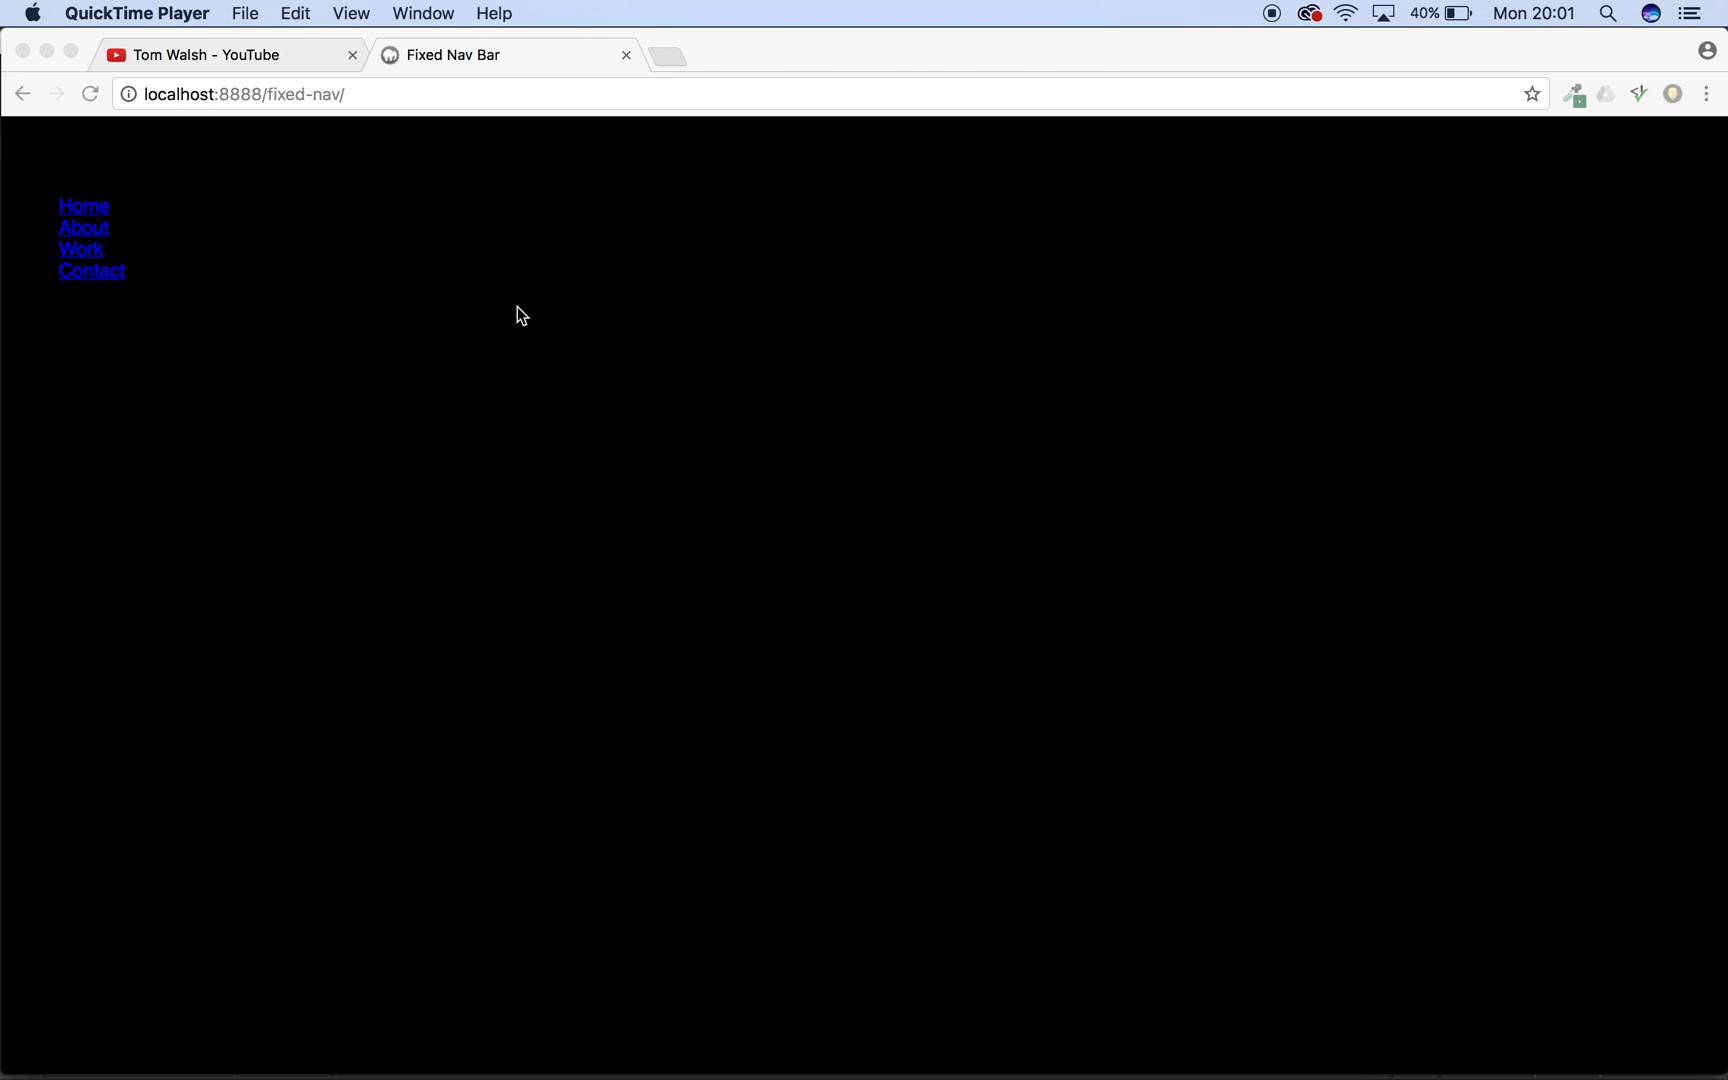 QuickTime Player File Edit View Window Help 40% Mon 20:01
Tom Walsh - YouTube Fixed Nav Bar
localhost:8888/fixed-nav/
Home
About
Work
Contact